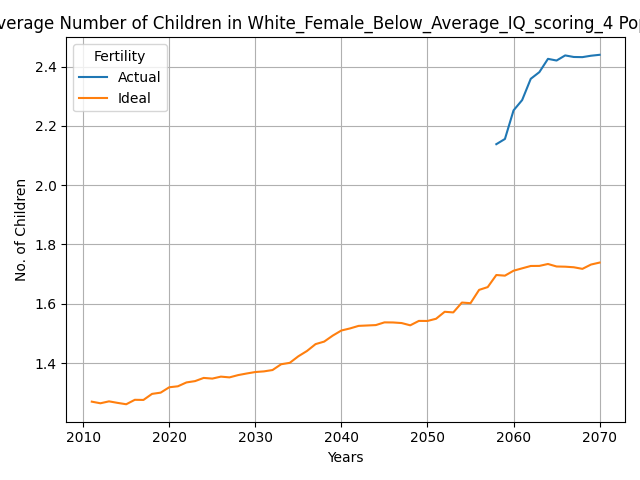 verage Number of Children in White_Female_Below_Average_IQ_scoring_4 Pop
Fertility
Actual
Ideal
No. of Children
2.4
2.2
2.0
1.8
1.6
1.4
2010 2020 2030 2040 2050 2060 2070
Years